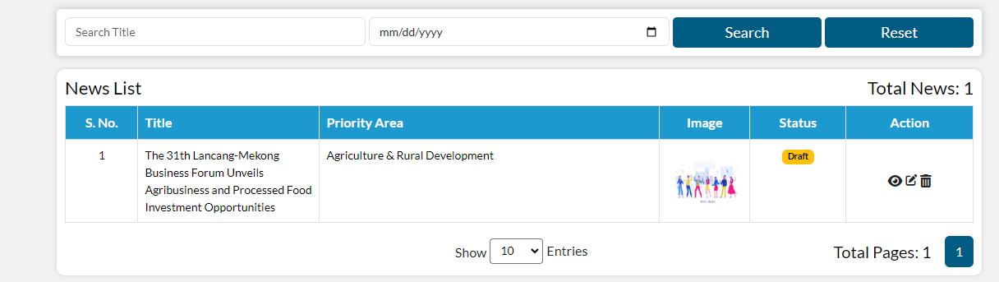 Search Title
mm/dd/yyyy
Search
Reset
News List
Total News: 1
S. No. Title Priority Area Image Status Action
1
The 31th Lancang-Mekong
Business Forum Unveils
Agribusiness and Processed Food
Investment Opportunities
Agriculture & Rural Development
Draft
Show 10 Entries
Total Pages: 1
1